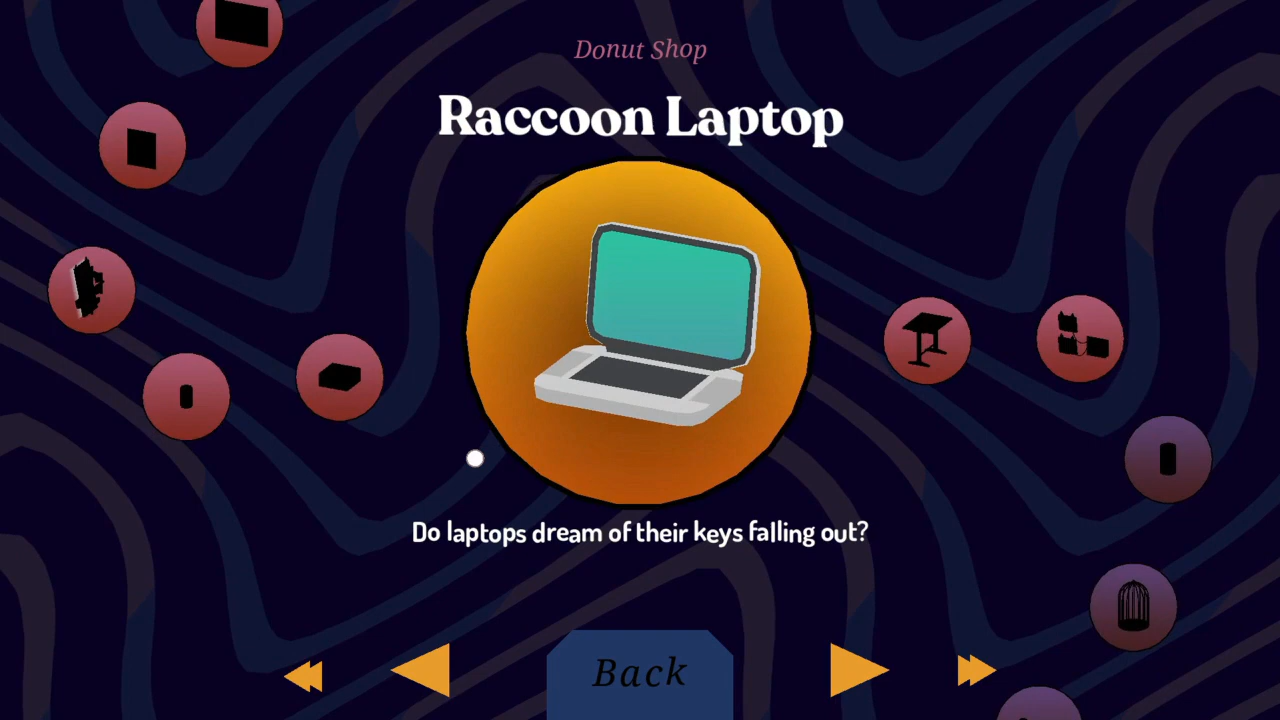 Donut Shop
Raccoon Laptop
Do laptops dream of their keys falling out?
Back